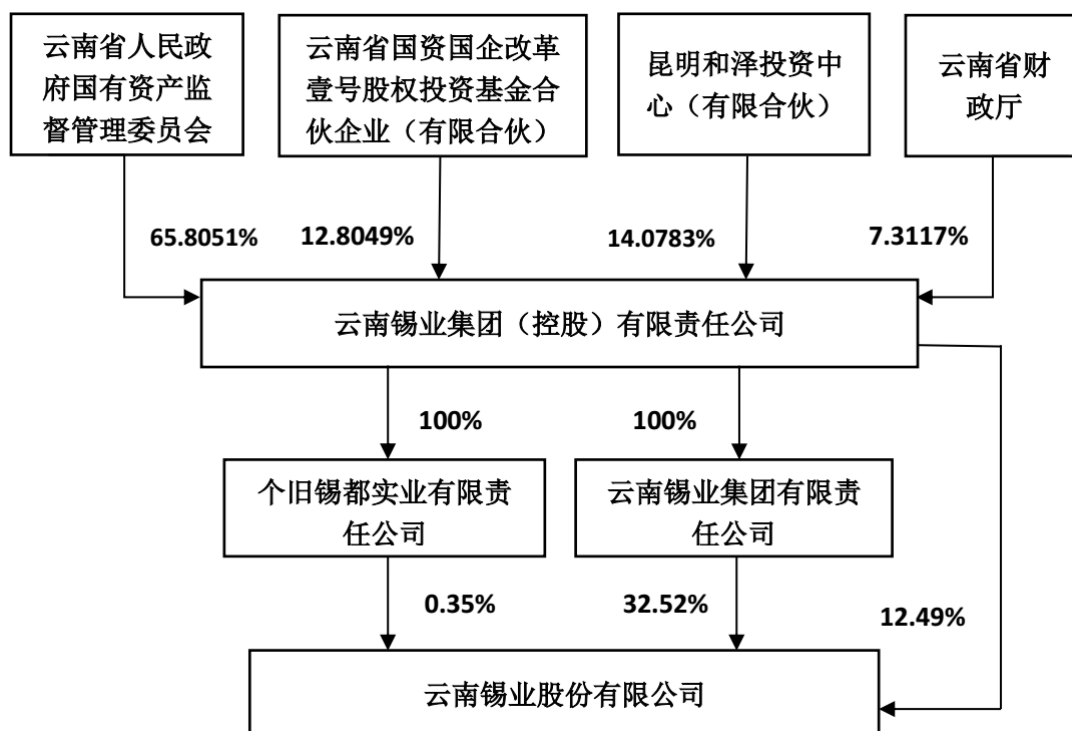 云南省人民政
府国有资产监
督管理委员会
云南省国资国企改革
壹号股权投资基金合
伙企业（有限合伙）
昆明和泽投资中
心（有限合伙）
云南省财
政厅
65.8051%
12.8049%
14.0783%
7.3117%
云南锡业集团（控股）有限责任公司
100%
100%
个旧锡都实业有限责
任公司
云南锡业集团有限责
任公司
0.35%
32.52%
12.49%
云南锡业股份有限公司